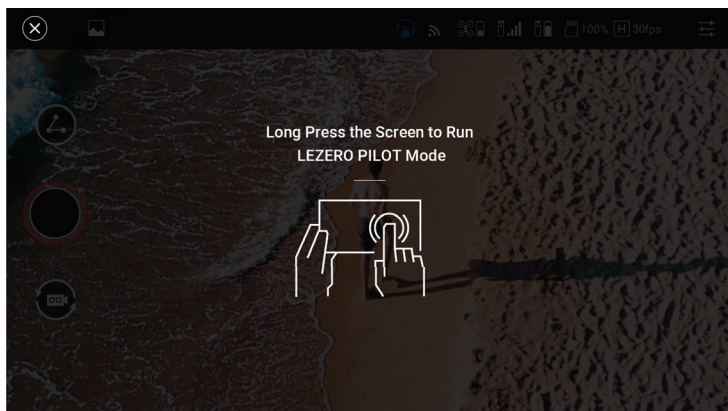 100% H 30fps
Long Press the Screen to Run
LEZERO PILOT Mode